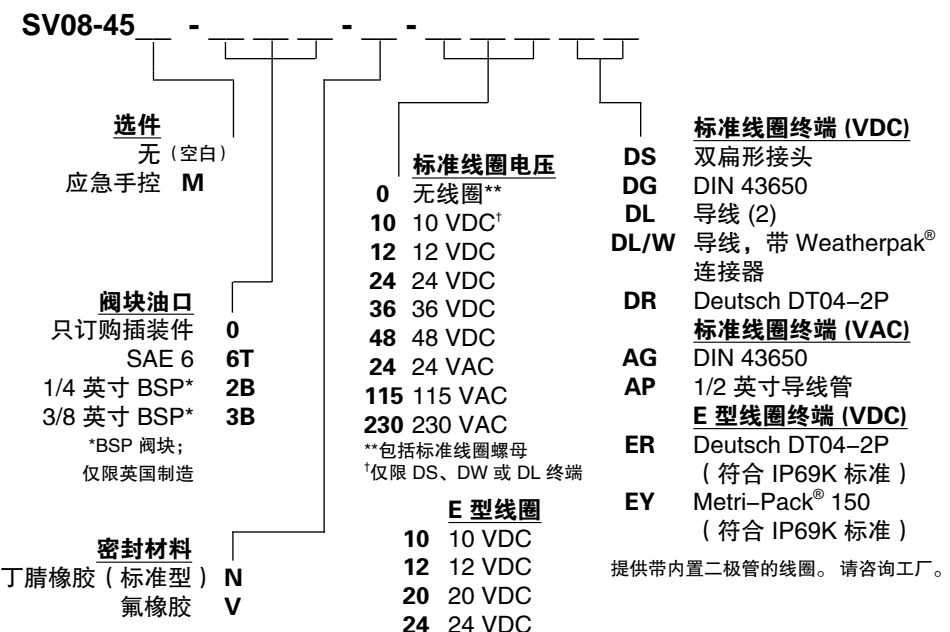 SV08-45__ - __ __ __ - __ - __ __ __ __ __
选件
无（空白）
应急手控 M
阀块油口
只订购插装件 0
SAE 6 6T
1/4 英寸 BSP* 2B
3/8 英寸 BSP* 3B
*BSP 阀块；
仅限英国制造
密封材料
丁腈橡胶（标准型） N
氟橡胶 V
标准线圈电压
0 无线圈**
10 10 VDC†
12 12 VDC
24 24 VDC
36 36 VDC
48 48 VDC
24 24 VAC
115 115 VAC
230 230 VAC
**包括标准线圈螺母
†仅限 DS、DW 或 DL 终端
E 型线圈
10 10 VDC
12 12 VDC
20 20 VDC
24 24 VDC
标准线圈终端 (VDC)
DS 双扁形接头
DG DIN 43650
DL 导线 (2)
DL/W 导线，带 Weatherpak®
连接器
DR Deutsch DT04–2P
标准线圈终端 (VAC)
AG DIN 43650
AP 1/2 英寸导线管
E 型线圈终端 (VDC)
ER Deutsch DT04–2P
（符合 IP69K 标准）
EY Metri–Pack® 150
（符合 IP69K 标准）
提供带内置二极管的线圈。请咨询工厂。